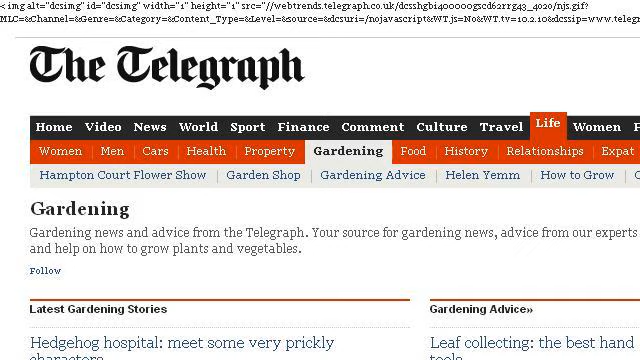 < img alt="dcsimg" id="dcsimg" width="1" height="1" src="//webtrends.telegraph.co.uk/dcsshgbi400000gscd62rrg43_4o2o/njs.gif?
MLC=&Channel=&Genre=&Category=&Content_Type=&Level=&source=&dcsuri=/nojavascript&WT.js=No&WT.tv=10.2.10&dcssip=www.telegr
The Telegraph
Home Video News World Sport Finance Comment Culture Travel Life Women F
Women Men Cars Health Property Gardening Food History Relationships Expat
Hampton Court Flower Show Garden Shop Gardening Advice Helen Yemm How to Grow C
Gardening
Gardening news and advice from the Telegraph. Your source for gardening news, advice from our experts
and help on how to grow plants and vegetables.
Follow
Latest Gardening Stories
Gardening Advice»
Hedgehog hospital: meet some very prickly
characters
Leaf collecting: the best hand
tools